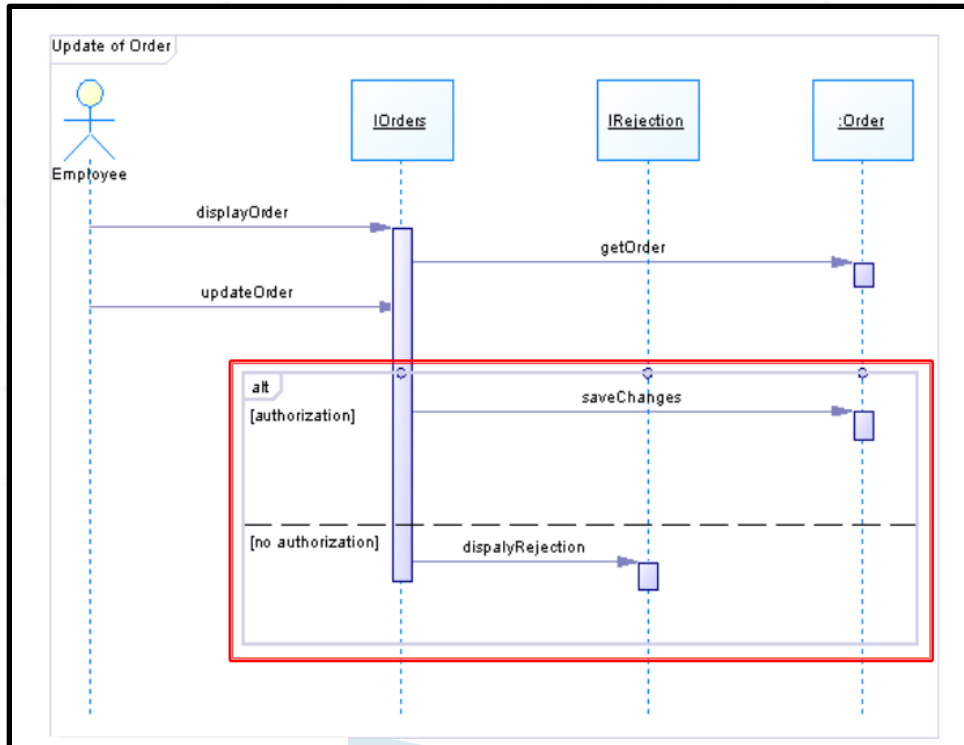 Update of Order
IOrders
IRejection
:Order
Employee
displayOrder
getOrder
updateOrder
alt
saveChanges
[authorization]
[no authorization]
dispalyRejection